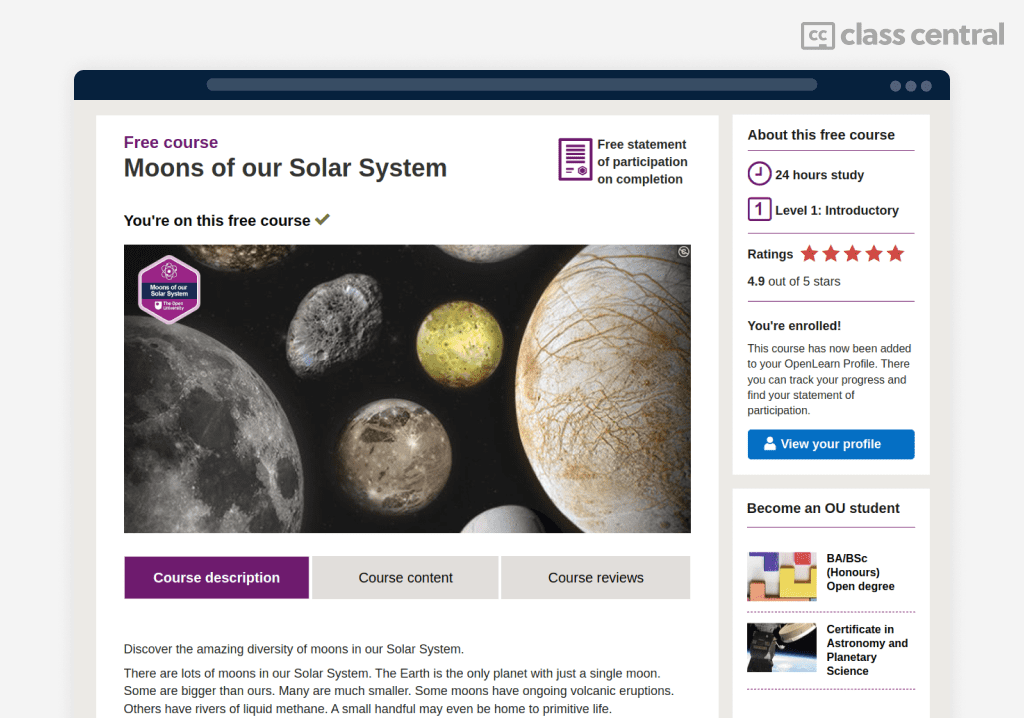 cc class central
Free course
Moons of our Solar System
Free statement
of participation
on completion
You're on this free course
Moons of our
Solar System
The Open
University
Course description
Course content
Course reviews
Discover the amazing diversity of moons in our Solar System.
There are lots of moons in our Solar System. The Earth is the only planet with just a single moon.
Some are bigger than ours. Many are much smaller. Some moons have ongoing volcanic eruptions.
Others have rivers of liquid methane. A small handful may even be home to primitive life.
About this free course
24 hours study
1 Level 1: Introductory
Ratings
4.9 out of 5 stars
You're enrolled!
This course has now been added
to your OpenLearn Profile. There
you can track your progress and
find your statement of
participation.
View your profile
Become an OU student
BA/BSc
(Honours)
Open degree
Certificate in
Astronomy and
Planetary
Science